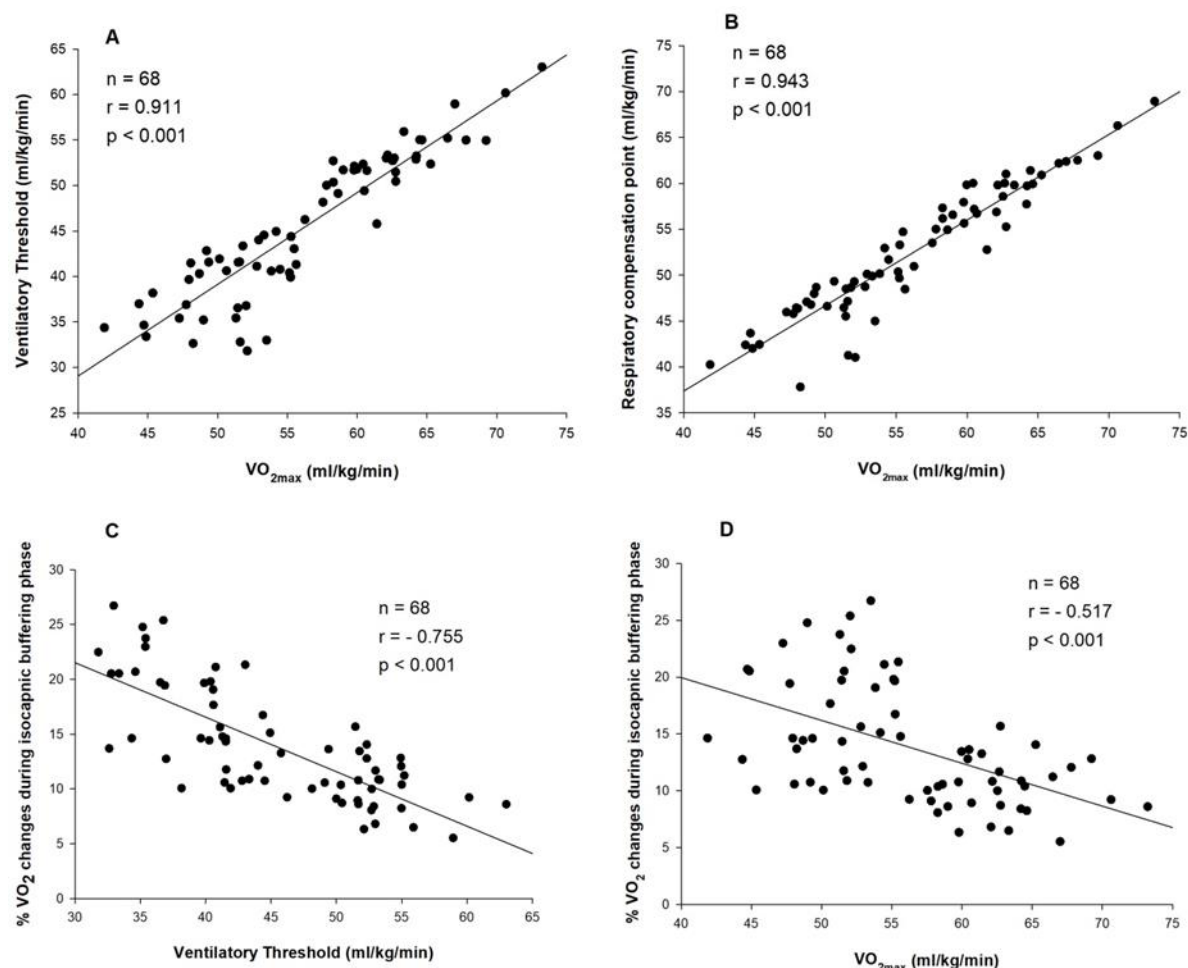 A
n = 68
r = 0.911
p < 0.001
Ventilatory Threshold (ml/kg/min)
65
60
55
50
45
40
35
30
25
40 45 50 55 60 65 70 75
VO2max (ml/kg/min)
B
n = 68
r = 0.943
p < 0.001
Respiratory compensation point (ml/kg/min)
75
70
65
60
55
50
45
40
35
40 45 50 55 60 65 70 75
VO2max (ml/kg/min)
C
n = 68
r = - 0.755
p < 0.001
% VO2 changes during isocapnic buffering phase
30
25
20
15
10
5
0
30 35 40 45 50 55 60 65
Ventilatory Threshold (ml/kg/min)
D
n = 68
r = - 0.517
p < 0.001
% VO2 changes during isocapnic buffering phase
30
25
20
15
10
5
0
40 45 50 55 60 65 70 75
VO2max (ml/kg/min)